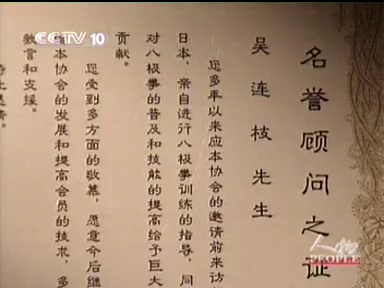 CCTV 10
名誉顾问之证
吴连枝先生
您多年以来应本协会的邀请前来访
日本，亲自进行八极拳训练的指导，同
对八极拳的普及和技能的提高给予巨大
贡献。
您受到多方面的敬慕，愿意今后继
本协会的发展和提高会员的技术，多
教言和支援。
人物
PEOPLE